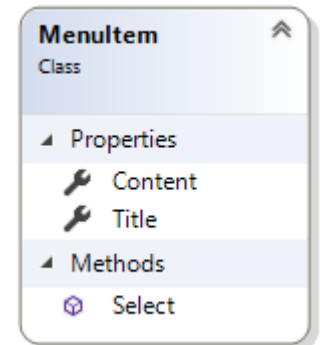 MenuItem
Class
Properties
Content
Title
Methods
Select